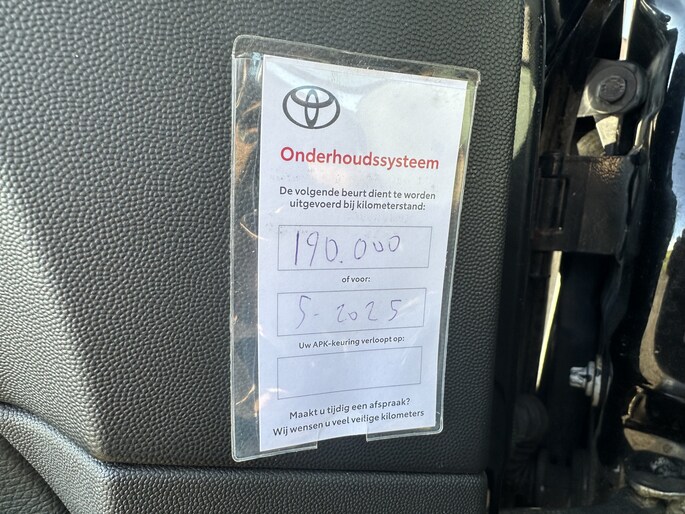 Onderhoudssysteem
De volgende beurt dient te worden
uitgevoerd bij kilometerstand:
190.000
of voor:
5-2025
Uw APK-keuring verloopt op:
Maakt u tijdig een afspraak?
Wij wensen u veel veilige kilometers